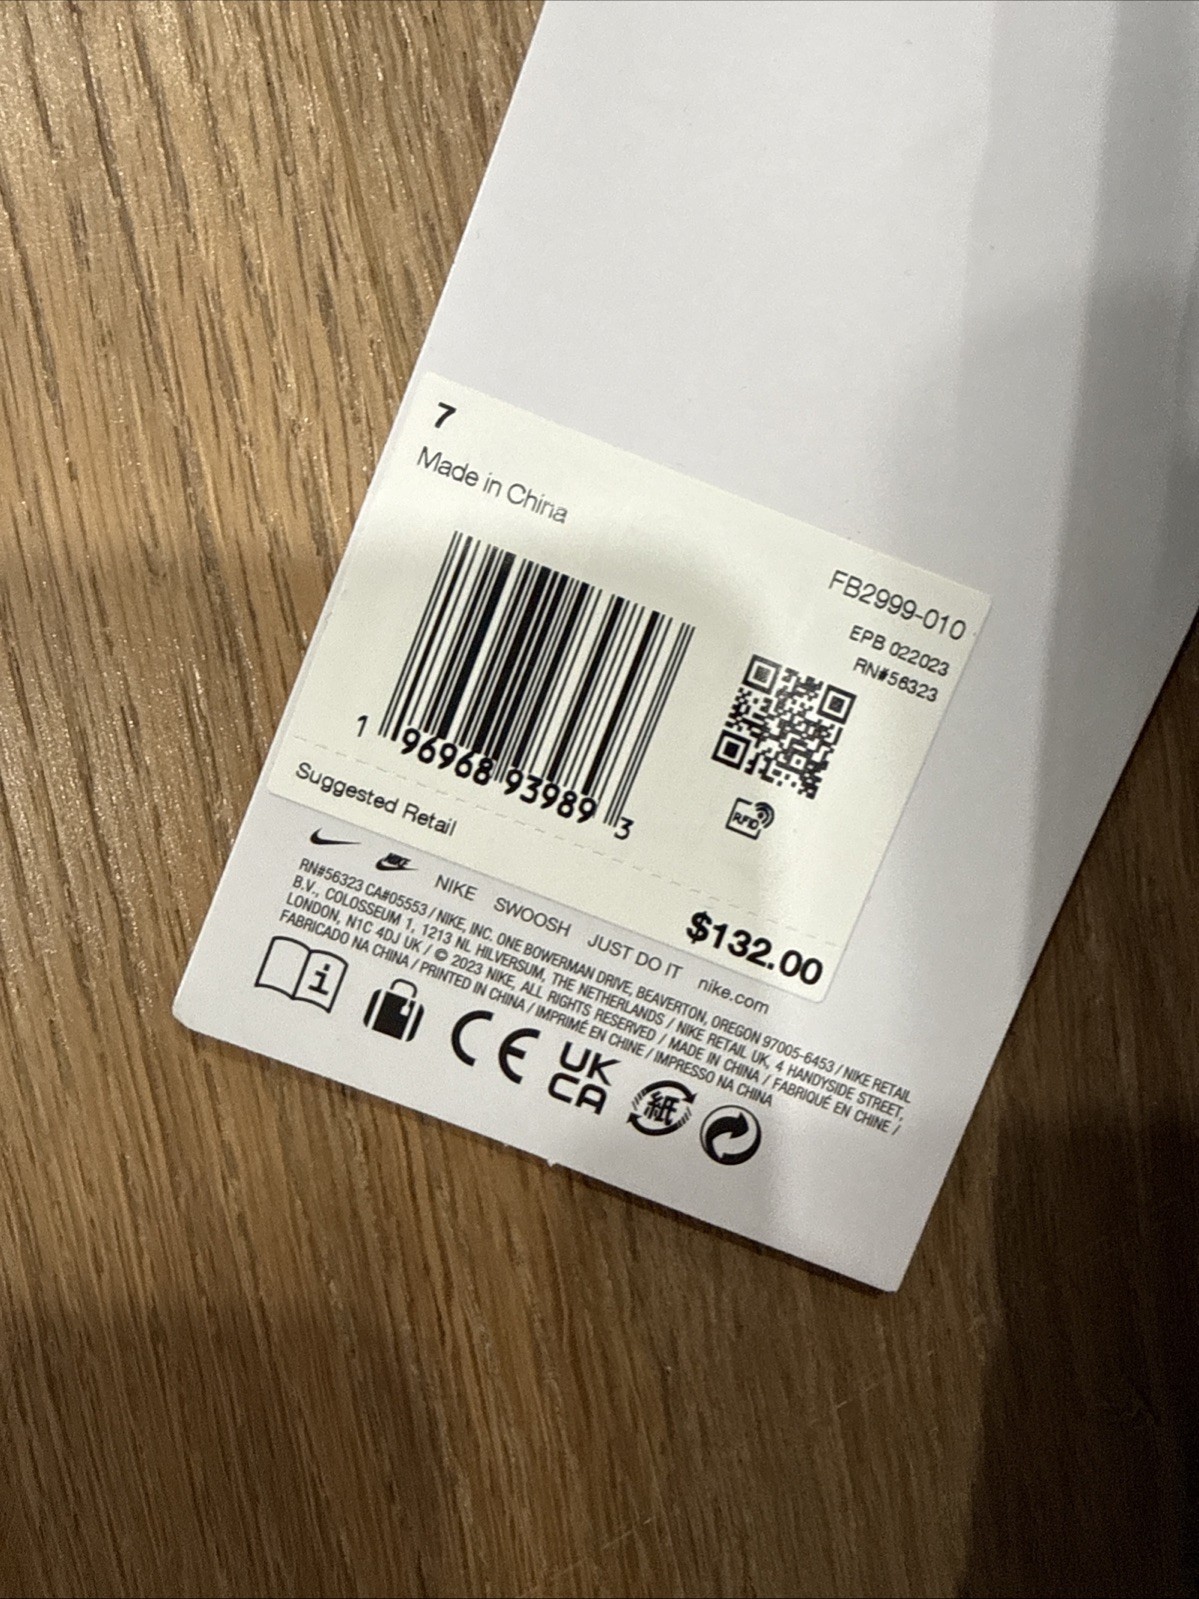 7
Made in China
FB2999-010
EPB 022023
RN#56323
1 96968 93989 3
RFID
Suggested Retail
$132.00
NIKE NIKE SWOOSH JUST DO IT nike.com
RN#56323 CA#05553 / NIKE, INC. ONE BOWERMAN DRIVE, BEAVERTON, OREGON 97005-6453 / NIKE RETAIL
B.V., COLOSSEUM 1, 1213 NL HILVERSUM, THE NETHERLANDS / NIKE RETAIL UK, 4 HANDYSIDE STREET,
LONDON, N1C 4DJ UK / © 2023 NIKE, ALL RIGHTS RESERVED / MADE IN CHINA / FABRIQUÉ EN CHINE /
FABRICADO NA CHINA / PRINTED IN CHINA / IMPRIMÉ EN CHINE / IMPRESSO NA CHINA
i
CE
UK
CA
紙